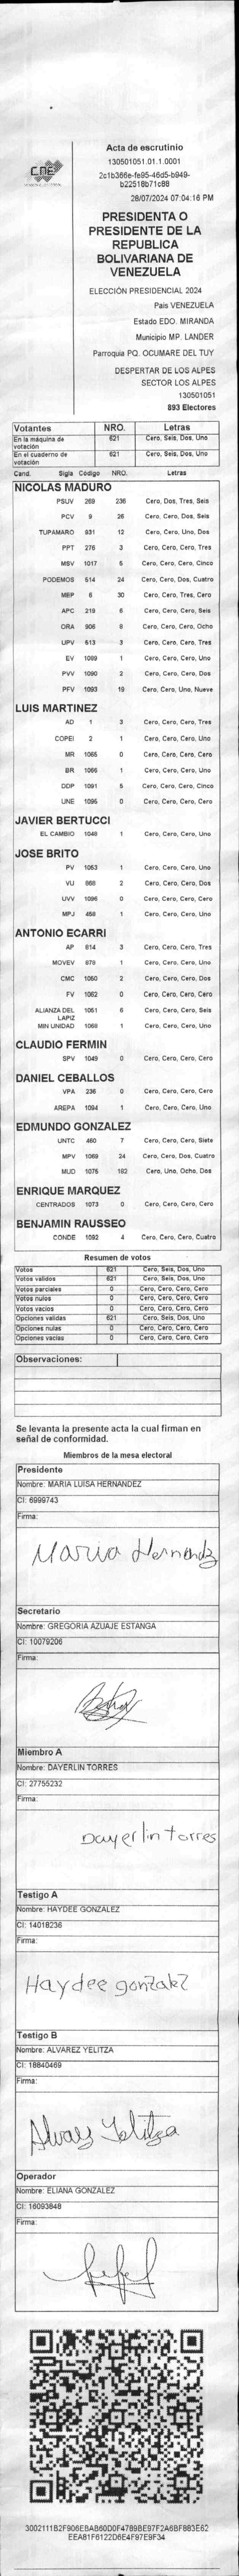 CNE
Acta de escrutinio
130501051.01.1.0001
2c1b366e-fe95-46d5-b949-
b22516b71c88
28/07/2024 07:04:16 PM
PRESIDENTA O
PRESIDENTE DE LA
REPUBLICA
BOLIVARIANA DE
VENEZUELA
ELECCIÓN PRESIDENCIAL 2024
Pais VENEZUELA
Estado EDO. MIRANDA
Municipio MP. LANDER
Parroquia PQ. OCUMARE DEL TUY
DESPERTAR DE LOS ALPES
SECTOR LOS ALPES
130501051
893 Electores
Votantes NRO. Letras
En la máquina de votación 621 Cero, Seis, Dos, Uno
En el cuaderno de votación 621 Cero, Seis, Dos, Uno
Cand. Sigla Código NRO. Letras
NICOLAS MADURO
PSUV 269 236 Cero, Dos, Tres, Seis
PCV 9 26 Cero, Cero, Dos, Seis
TUPAMARO 931 12 Cero, Cero, Uno, Dos
PPT 276 3 Cero, Cero, Cero, Tres
MSV 1017 5 Cero, Cero, Cero, Cinco
PODEMOS 514 24 Cero, Cero, Dos, Cuatro
MEP 6 30 Cero, Cero, Tres, Cero
APC 219 6 Cero, Cero, Cero, Seis
ORA 906 8 Cero, Cero, Cero, Ocho
UPV 613 3 Cero, Cero, Cero, Tres
EV 1089 1 Cero, Cero, Cero, Uno
PVV 1090 2 Cero, Cero, Cero, Dos
PFV 1093 19 Cero, Cero, Uno, Nueve
LUIS MARTINEZ
AD 1 3 Cero, Cero, Cero, Tres
COPEI 2 1 Cero, Cero, Cero, Uno
MR 1065 0 Cero, Cero, Cero, Cero
BR 1066 1 Cero, Cero, Cero, Uno
DDP 1091 5 Cero, Cero, Cero, Cinco
UNE 1095 0 Cero, Cero, Cero, Cero
JAVIER BERTUCCI
EL CAMBIO 1048 1 Cero, Cero, Cero, Uno
JOSE BRITO
PV 1053 1 Cero, Cero, Cero, Uno
VU 868 2 Cero, Cero, Cero, Dos
UVV 1096 0 Cero, Cero, Cero, Cero
MPJ 458 1 Cero, Cero, Cero, Uno
ANTONIO ECARRI
AP 814 3 Cero, Cero, Cero, Tres
MOVEV 879 1 Cero, Cero, Cero, Uno
CMC 1050 2 Cero, Cero, Cero, Dos
FV 1062 0 Cero, Cero, Cero, Cero
ALIANZA DEL LAPIZ 1051 6 Cero, Cero, Cero, Seis
MIN UNIDAD 1068 1 Cero, Cero, Cero, Uno
CLAUDIO FERMIN
SPV 1049 0 Cero, Cero, Cero, Cero
DANIEL CEBALLOS
VPA 236 0 Cero, Cero, Cero, Cero
AREPA 1094 1 Cero, Cero, Cero, Uno
EDMUNDO GONZALEZ
UNTC 460 7 Cero, Cero, Cero, Siete
MPV 1069 24 Cero, Cero, Dos, Cuatro
MUD 1075 182 Cero, Uno, Ocho, Dos
ENRIQUE MARQUEZ
CENTRADOS 1073 0 Cero, Cero, Cero, Cero
BENJAMIN RAUSSEO
CONDE 1092 4 Cero, Cero, Cero, Cuatro
Resumen de votos
Votos 621 Cero, Seis, Dos, Uno
Votos validos 621 Cero, Seis, Dos, Uno
Votos parciales 0 Cero, Cero, Cero, Cero
Votos nulos 0 Cero, Cero, Cero, Cero
Votos vacios 0 Cero, Cero, Cero, Cero
Opciones validas 621 Cero, Seis, Dos, Uno
Opciones nulas 0 Cero, Cero, Cero, Cero
Opciones vacias 0 Cero, Cero, Cero, Cero
Observaciones:
Se levanta la presente acta la cual firman en
señal de conformidad.
Miembros de la mesa electoral
Presidente
Nombre: MARIA LUISA HERNANDEZ
CI: 6999743
Firma:
Maria Hernandz
Secretario
Nombre: GREGORIA AZUAJE ESTANGA
CI: 10079206
Firma:
Miembro A
Nombre: DAYERLIN TORRES
CI: 27755232
Firma:
Dayerlin torres
Testigo A
Nombre: HAYDEE GONZALEZ
CI: 14018236
Firma:
Haydee gonzalez
Testigo B
Nombre: ALVAREZ YELITZA
CI: 18840469
Firma:
Operador
Nombre: ELIANA GONZALEZ
CI: 16093848
Firma:
3002111B2F906EBAB60D0F4789BE97F2A6BF883E62
EEA81F6122D6E4F97E9F34